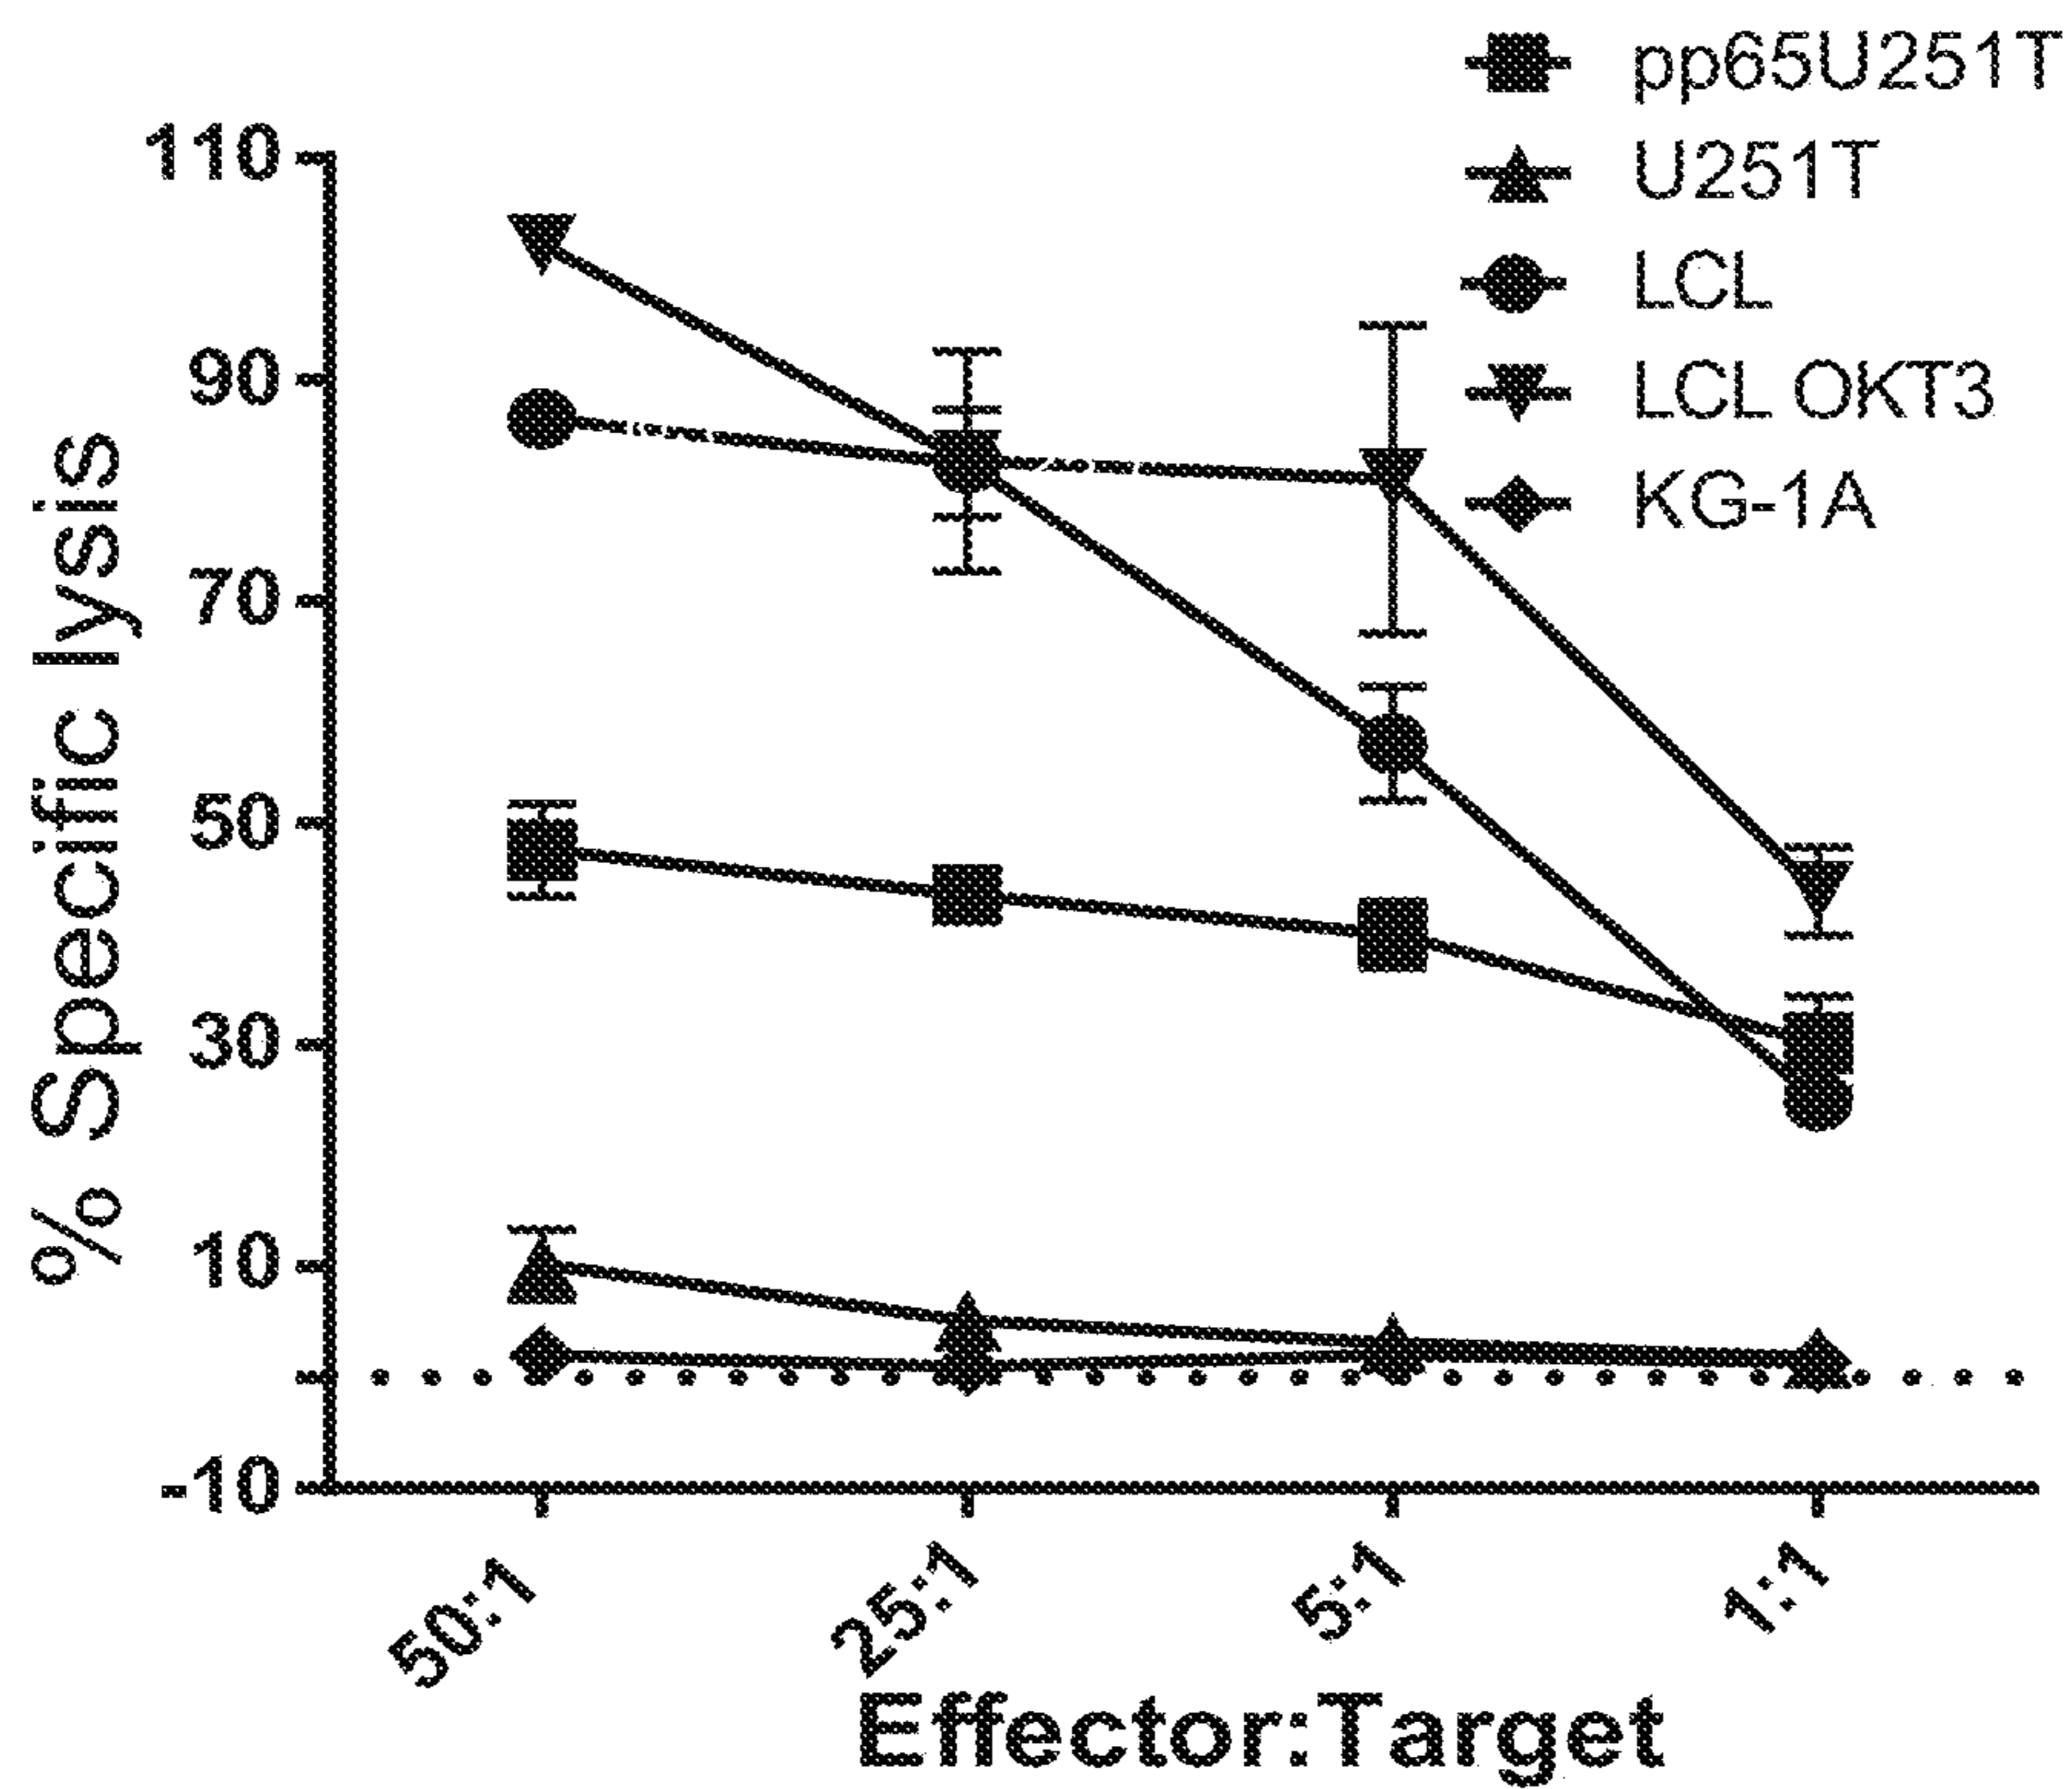 pp65U251T
U251T
LCL
LCL OKT3
KG-1A
% Specific lysis
110
90
70
50
30
10
-10
50:1
25:1
5:1
1:1
Effector:Target